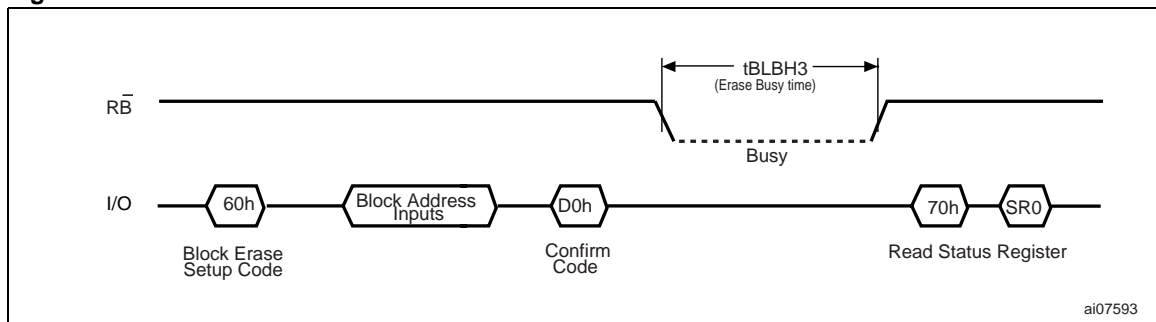 tBLBH3
(Erase Busy time)
RB̅
Busy
I/O
60h
Block Address
Inputs
D0h
70h
SR0
Block Erase
Setup Code
Confirm
Code
Read Status Register
ai07593